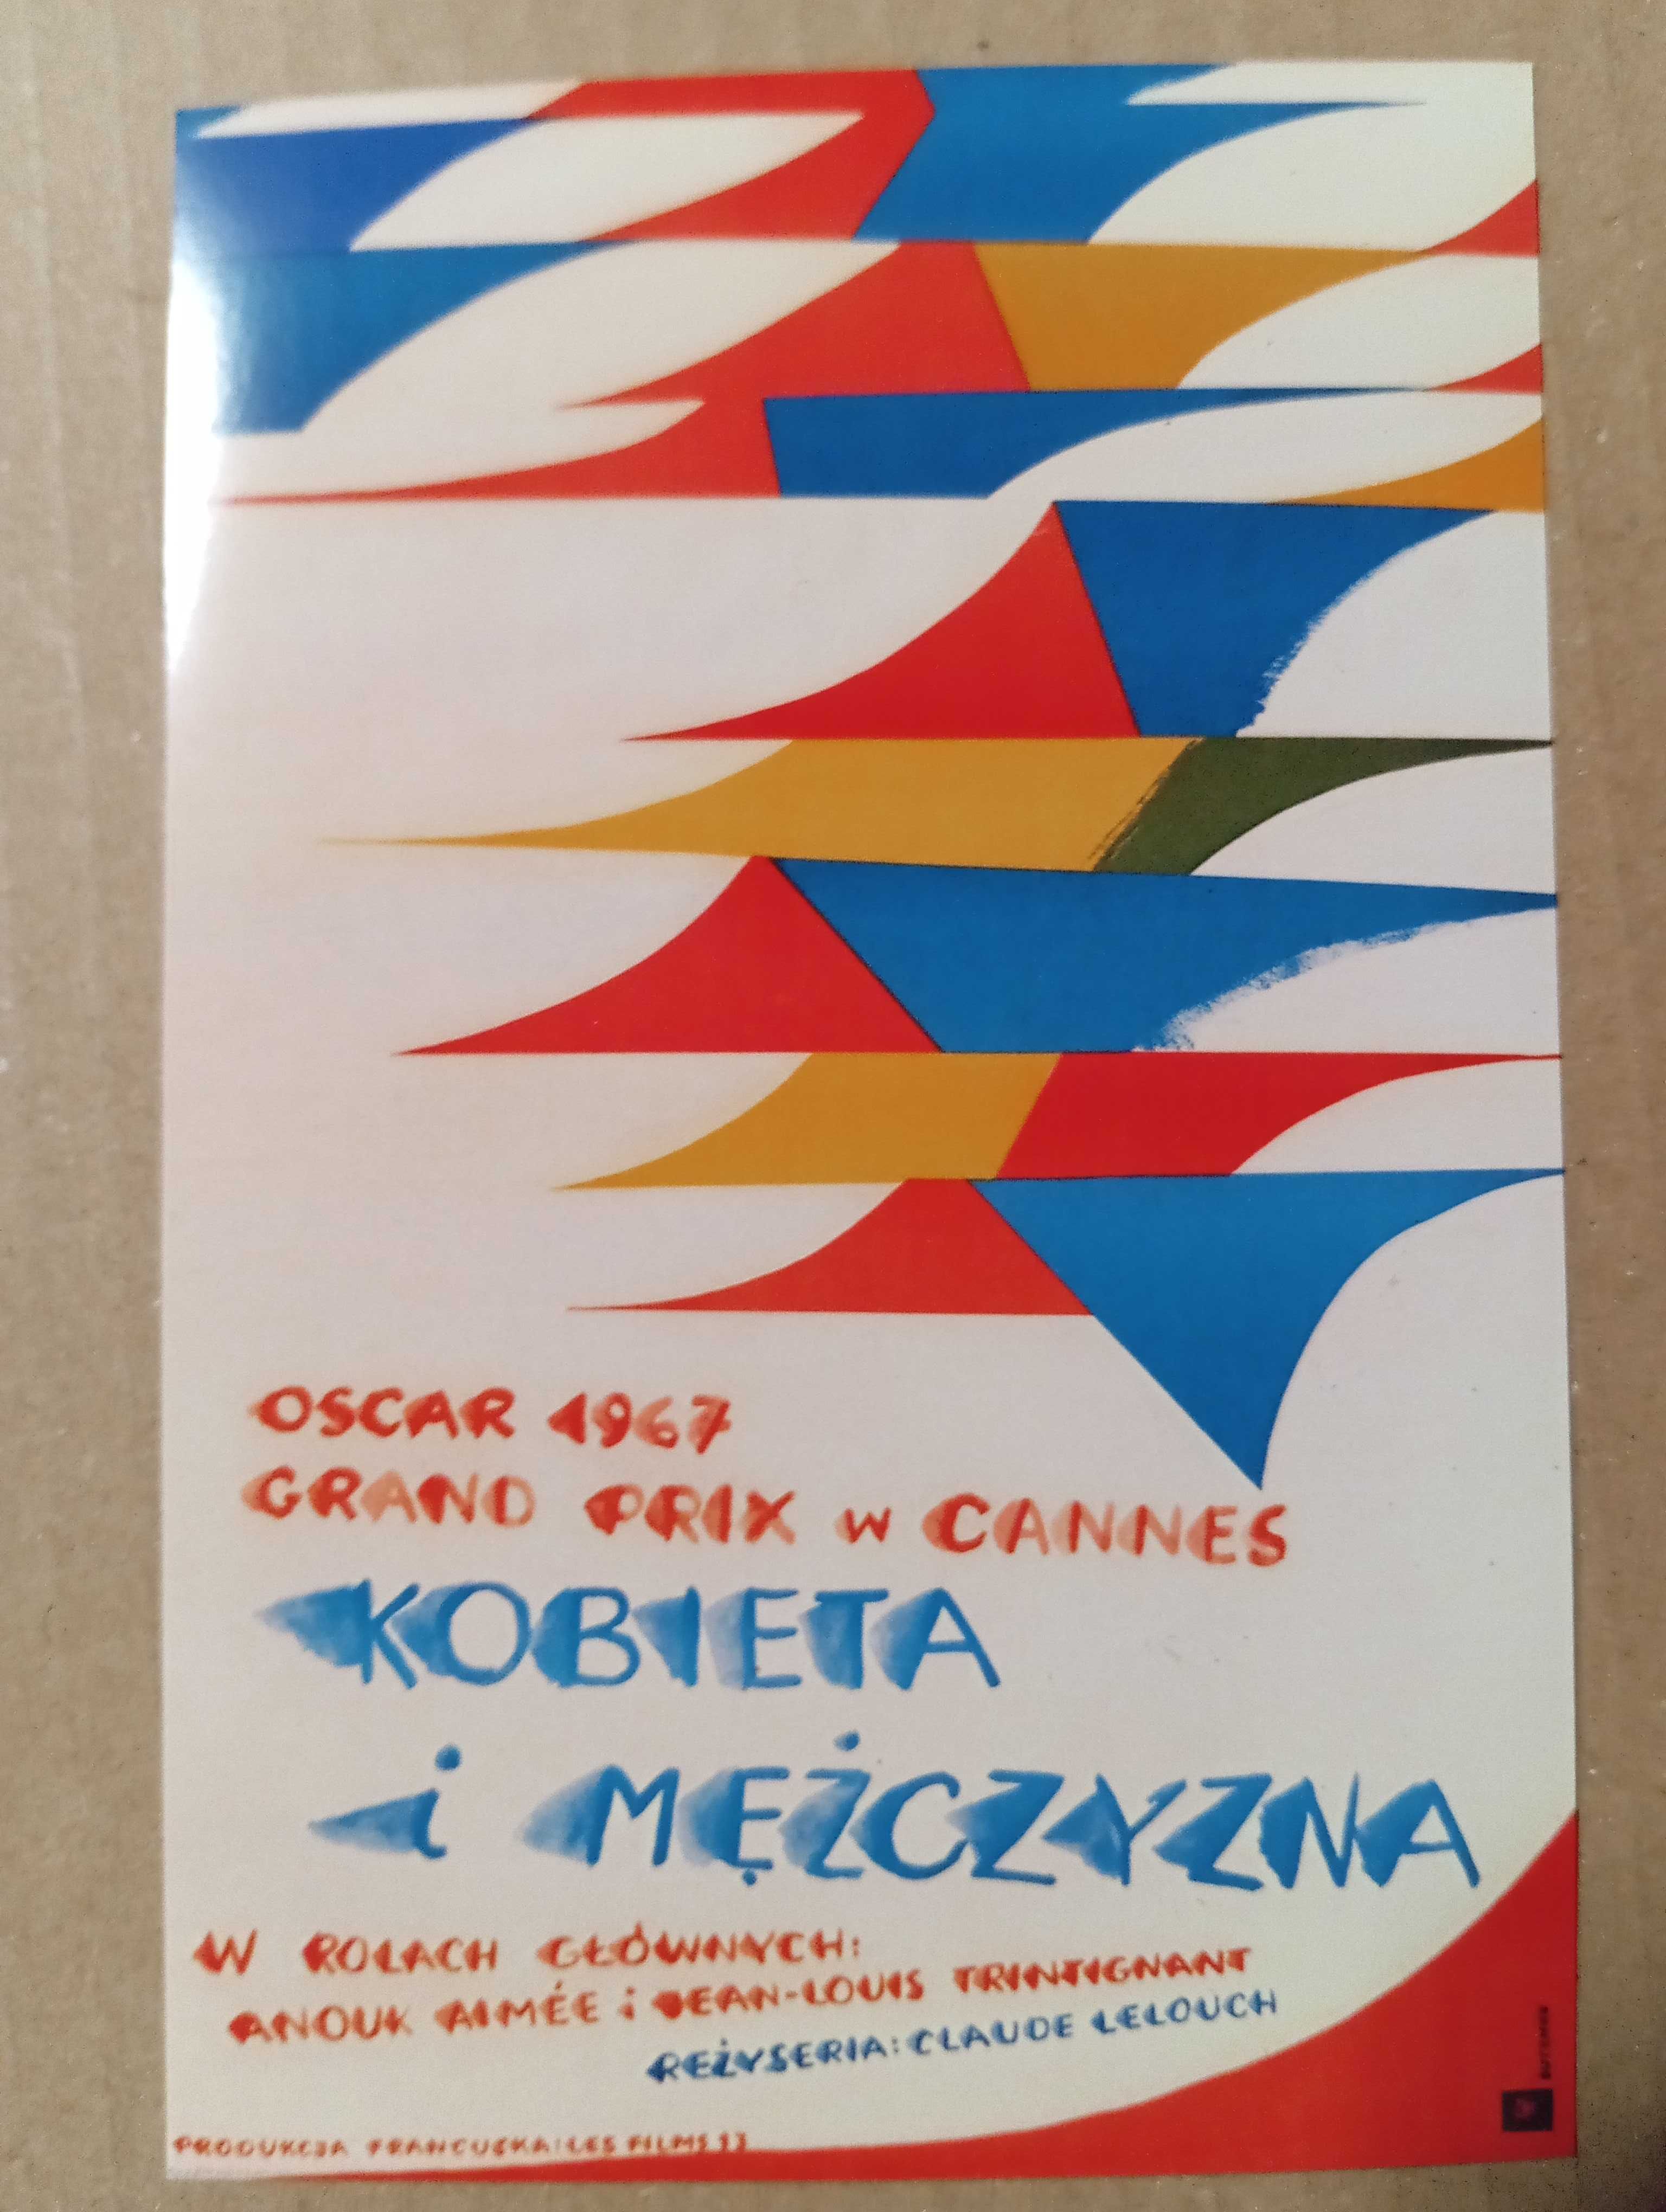 OSCAR 1967
GRAND PRIX w CANNES
KOBIETA
i MĘŻCZYZNA
W ROLACH GŁÓWNYCH:
ANOUK AIMÉE i JEAN-LOUIS TRINTIGNANT
REŻYSERIA: CLAUDE LELOUCH
PRODUKCJA FRANCUSKA: LES FILMS 13